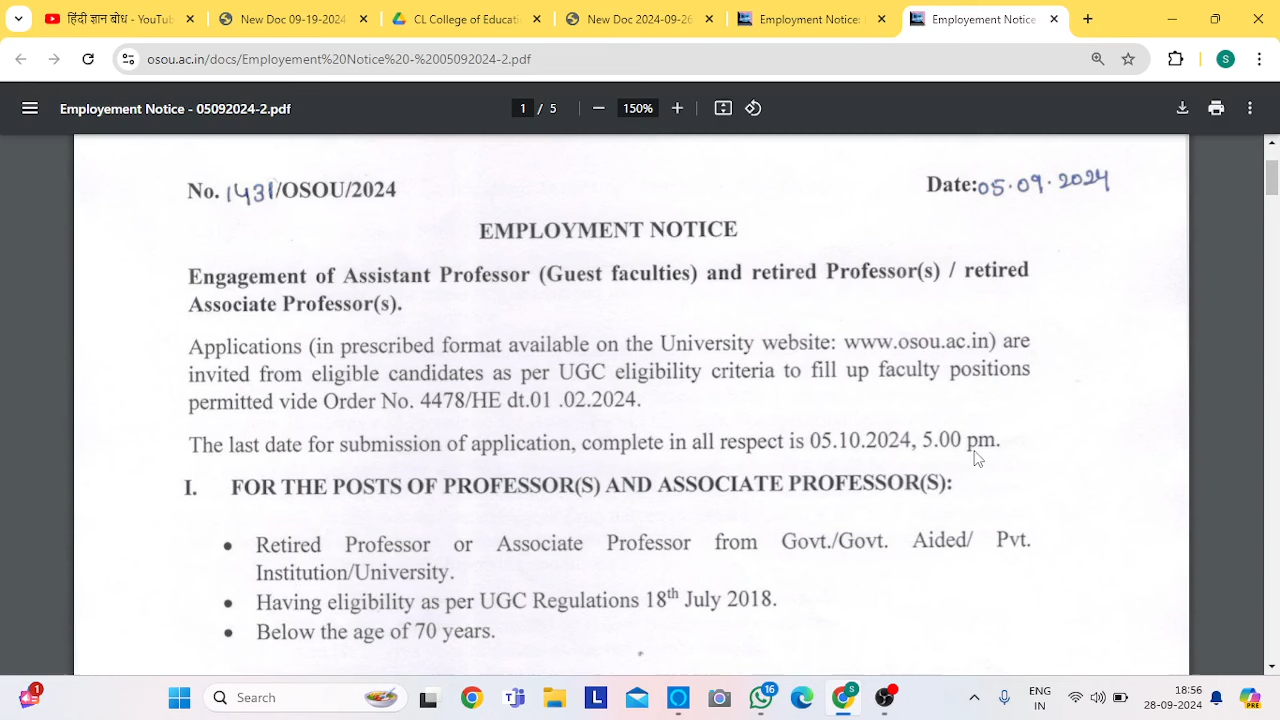 हिंदी ज्ञान बोध - YouTub
New Doc 09-19-2024
CL College of Educati
New Doc 2024-09-26
Employment Notice:
Employment Notice
osou.ac.in/docs/Employement%20Notice%20-%2005092024-2.pdf
S
Employement Notice - 05092024-2.pdf
1 / 5
150%
No. 1431/OSOU/2024
Date:05.09.2024
EMPLOYMENT NOTICE
Engagement of Assistant Professor (Guest faculties) and retired Professor(s) / retired
Associate Professor(s).
Applications (in prescribed format available on the University website: www.osou.ac.in) are
invited from eligible candidates as per UGC eligibility criteria to fill up faculty positions
permitted vide Order No. 4478/HE dt.01 .02.2024.
The last date for submission of application, complete in all respect is 05.10.2024, 5.00 pm.
I. FOR THE POSTS OF PROFESSOR(S) AND ASSOCIATE PROFESSOR(S):
• Retired Professor or Associate Professor from Govt./Govt. Aided/ Pvt.
Institution/University.
• Having eligibility as per UGC Regulations 18th July 2018.
• Below the age of 70 years.
1
Search
L
16
S
ENG
IN
18:56
28-09-2024
PRE